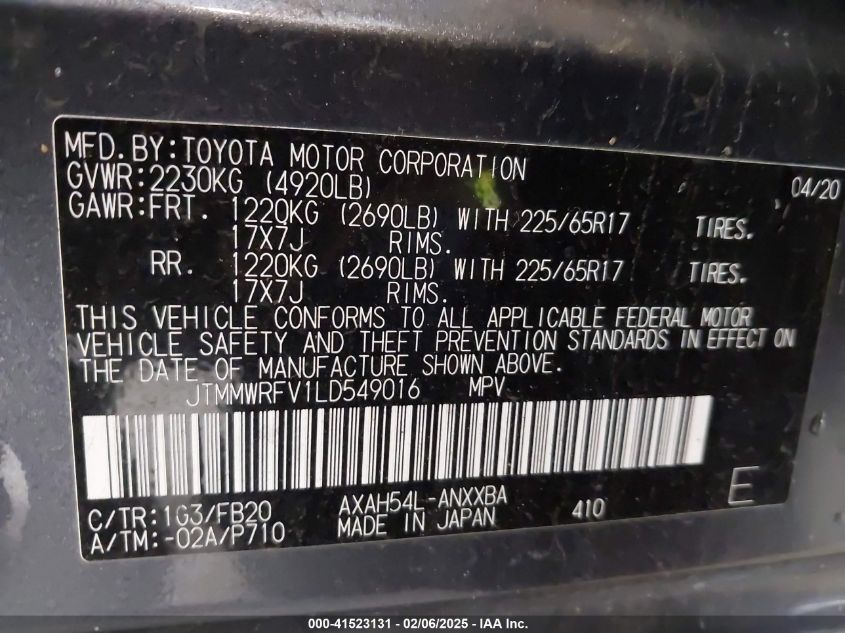 MFD.BY:TOYOTA MOTOR CORPORATION 04/20
GVWR:2230KG (4920LB)
GAWR:FRT. 1220KG (2690LB) WITH 225/65R17 TIRES.
17X7J RIMS.
RR. 1220KG (2690LB) WITH 225/65R17 TIRES.
17X7J RIMS.
THIS VEHICLE CONFORMS TO ALL APPLICABLE FEDERAL MOTOR
VEHICLE SAFETY AND THEFT PREVENTION STANDARDS IN EFFECT ON
THE DATE OF MANUFACTURE SHOWN ABOVE.
JTMMWRFV1LD549016 MPV
C/TR:1G3/FB20 AXAH54L-ANXXBA 410 E
A/TM:-02A/P710 MADE IN JAPAN
000-41523131 - 02/06/2025 - IAA Inc.